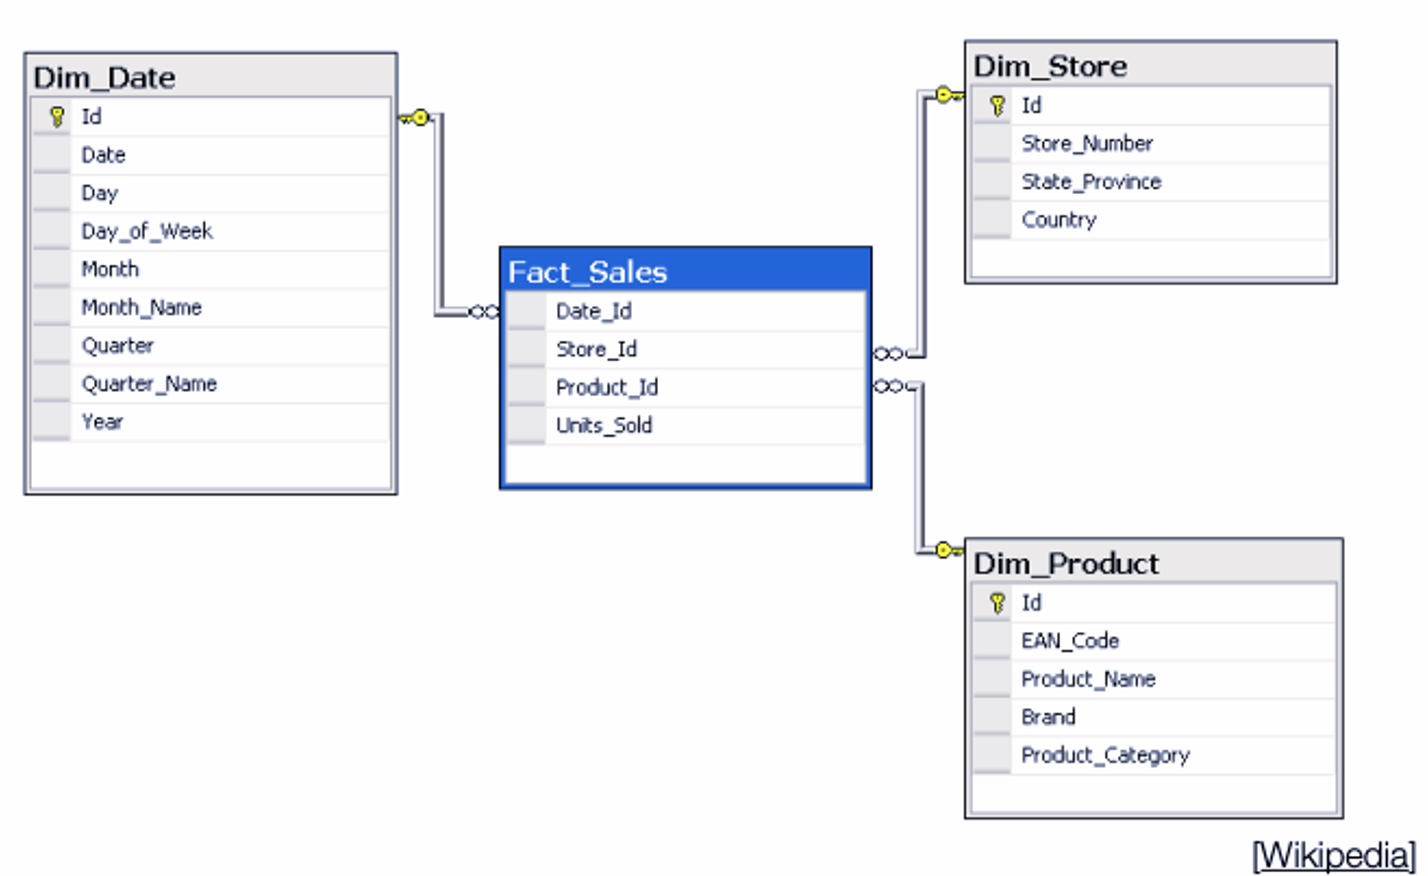 Dim_Date
Id
Date
Day
Day_of_Week
Month
Month_Name
Quarter
Quarter_Name
Year
Fact_Sales
Date_Id
Store_Id
Product_Id
Units_Sold
Dim_Store
Id
Store_Number
State_Province
Country
Dim_Product
Id
EAN_Code
Product_Name
Brand
Product_Category
[Wikipedia]